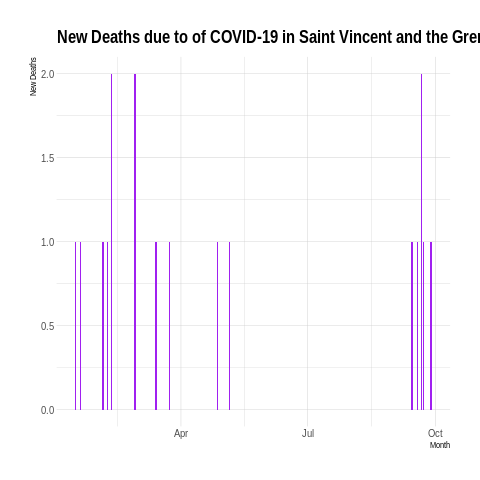 New Deaths due to of COVID-19 in Saint Vincent and the Gre
New Deaths
2.0
1.5
1.0
0.5
0.0
Apr
Jul
Oct
Month